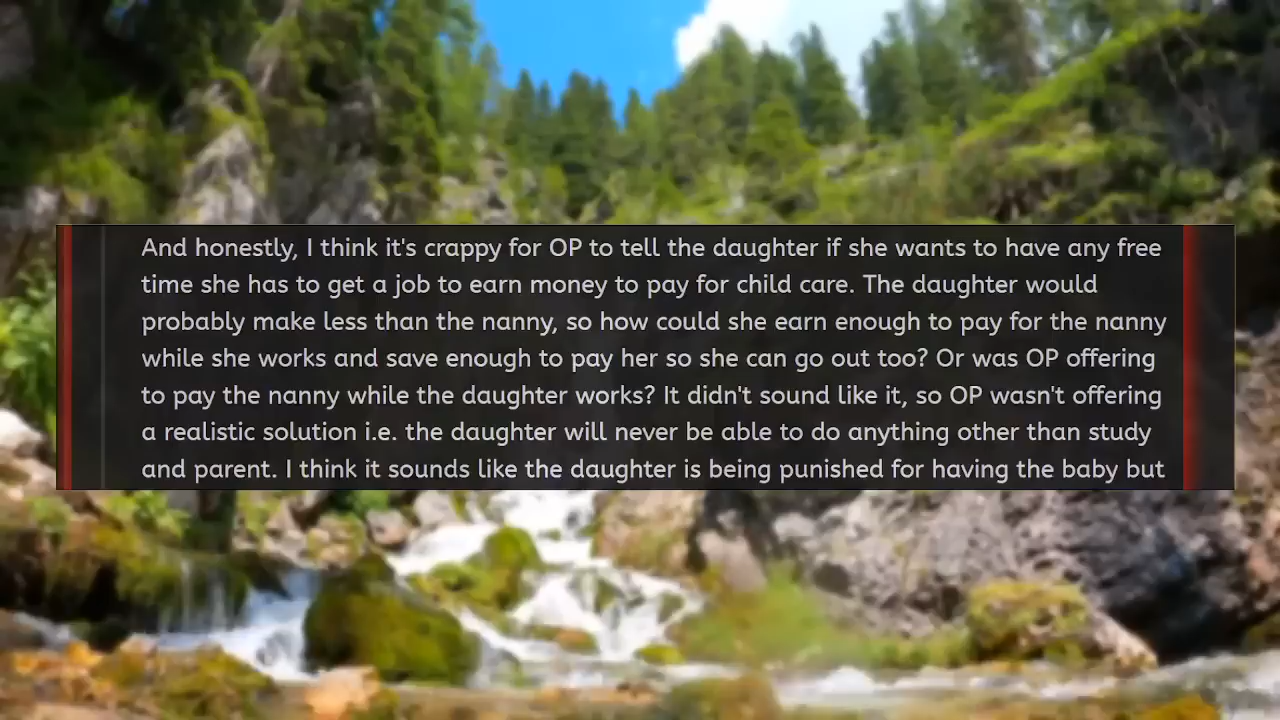 And honestly, I think it's crappy for OP to tell the daughter if she wants to have any free
time she has to get a job to earn money to pay for child care. The daughter would
probably make less than the nanny, so how could she earn enough to pay for the nanny
while she works and save enough to pay her so she can go out too? Or was OP offering
to pay the nanny while the daughter works? It didn't sound like it, so OP wasn't offering
a realistic solution i.e. the daughter will never be able to do anything other than study
and parent. I think it sounds like the daughter is being punished for having the baby but